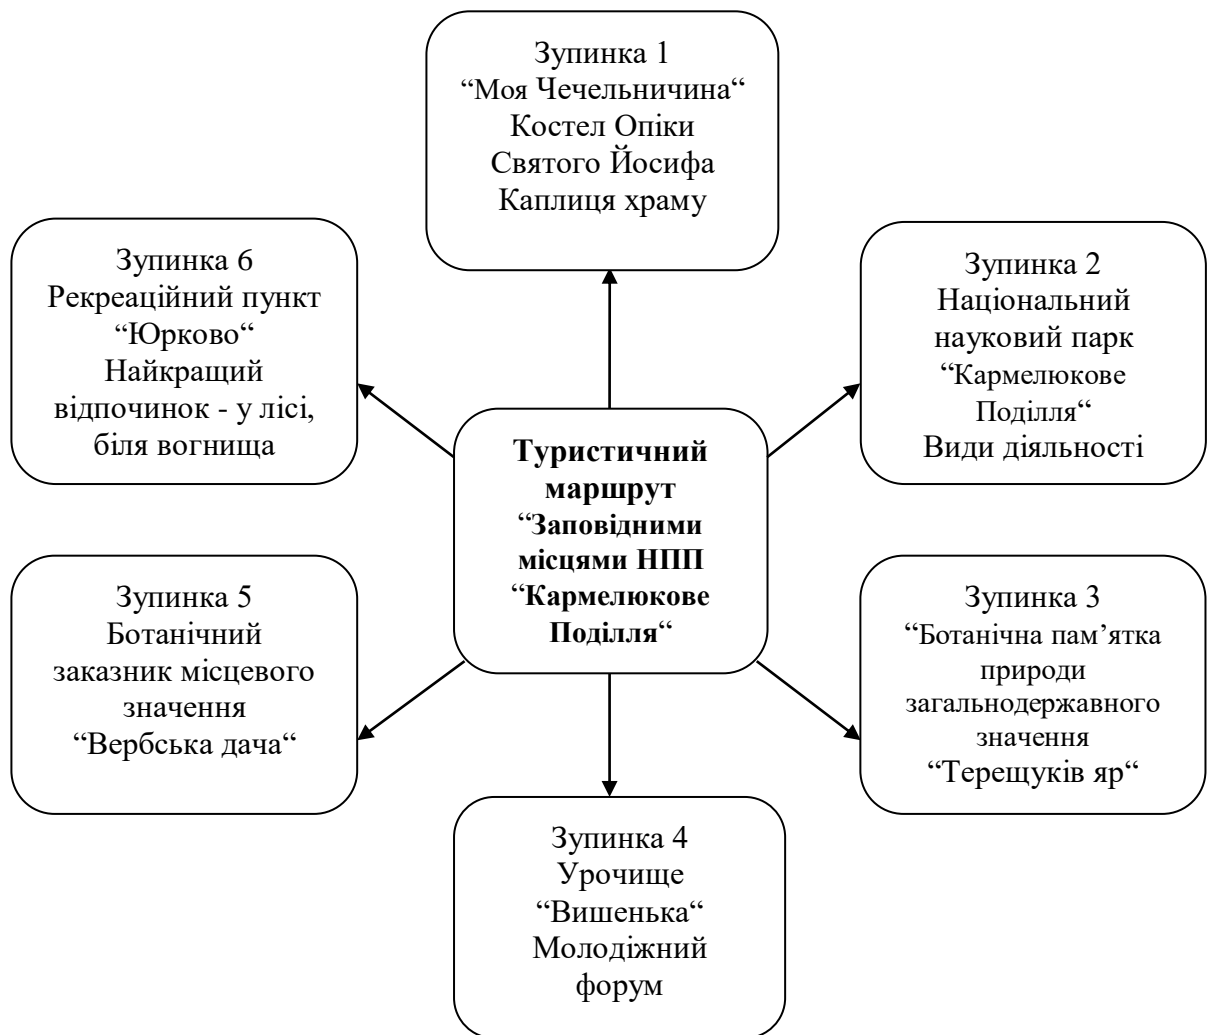 Зупинка 1
“Моя Чечельничина“
Костел Опіки
Святого Йосифа
Каплиця храму
Зупинка 6
Рекреаційний пункт
“Юрково“
Найкращий
відпочинок - у лісі,
біля вогнища
Зупинка 2
Національний
науковий парк
“Кармелюкове
Поділля“
Види діяльності
Туристичний
маршрут
“Заповідними
місцями НПП
“Кармелюкове
Поділля“
Зупинка 5
Ботанічний
заказник місцевого
значення
“Вербська дача“
Зупинка 3
“Ботанічна пам’ятка
природи
загальнодержавного
значення
“Терещуків яр“
Зупинка 4
Урочище
“Вишенька“
Молодіжний
форум